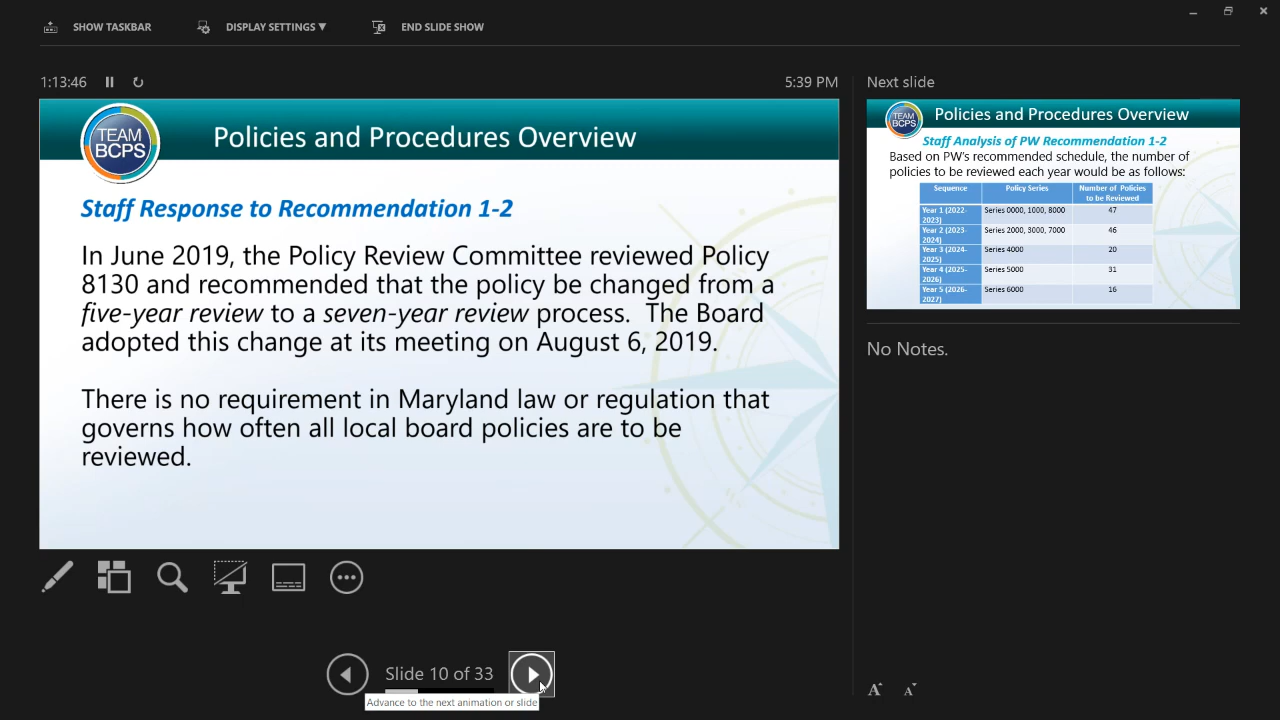 SHOW TASKBAR
DISPLAY SETTINGS ▼
END SLIDE SHOW
1:13:46
5:39 PM
TEAM
BCPS
Policies and Procedures Overview
Staff Response to Recommendation 1-2
In June 2019, the Policy Review Committee reviewed Policy
8130 and recommended that the policy be changed from a
five-year review to a seven-year review process. The Board
adopted this change at its meeting on August 6, 2019.
There is no requirement in Maryland law or regulation that
governs how often all local board policies are to be
reviewed.
Slide 10 of 33
Advance to the next animation or slide
Next slide
TEAM
BCPS
Policies and Procedures Overview
Staff Analysis of PW Recommendation 1-2
Based on PW's recommended schedule, the number of
policies to be reviewed each year would be as follows:
Sequence Policy Series Number of Policies
to be Reviewed
Year 1 (2022- Series 0000, 1000, 8000 47
2023)
Year 2 (2023- Series 2000, 3000, 7000 46
2024)
Year 3 (2024- Series 4000 20
2025)
Year 4 (2025- Series 5000 31
2026)
Year 5 (2026- Series 6000 16
2027)
No Notes.
A A